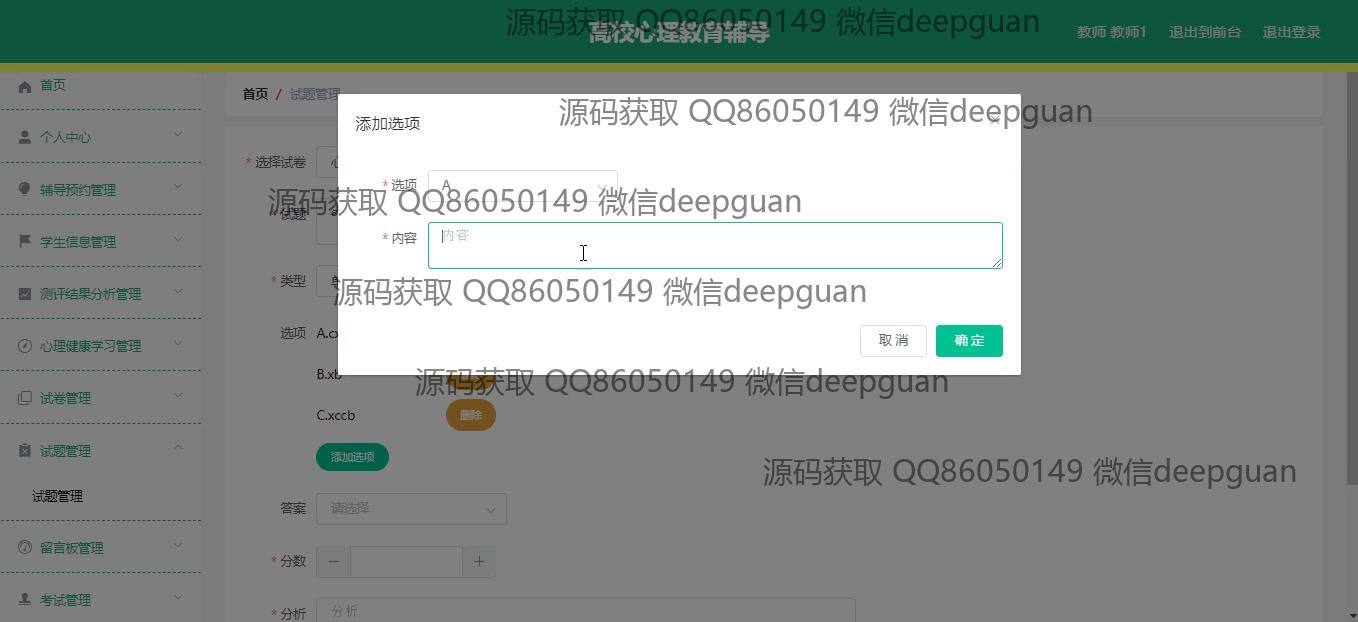 源码获取 QQ86050149 微信deepguan
高校心理教育辅导
教师 教师1
退出到前台
退出登录
首页
个人中心
辅导预约管理
学生信息管理
测评结果分析管理
心理健康学习管理
试卷管理
试题管理
试题管理
留言板管理
考试管理
首页 / 试题管理
源码获取 QQ86050149 微信deepguan
添加选项
* 选择试卷
* 选项 A
源码获取 QQ86050149 微信deepguan
* 试题
* 内容 内容
* 类型
源码获取 QQ86050149 微信deepguan
选项 A.cx
取消
确定
B.xb
源码获取 QQ86050149 微信deepguan
C.xccb 删除
添加选项
源码获取 QQ86050149 微信deepguan
答案 请选择
* 分数 − +
* 分析 分析